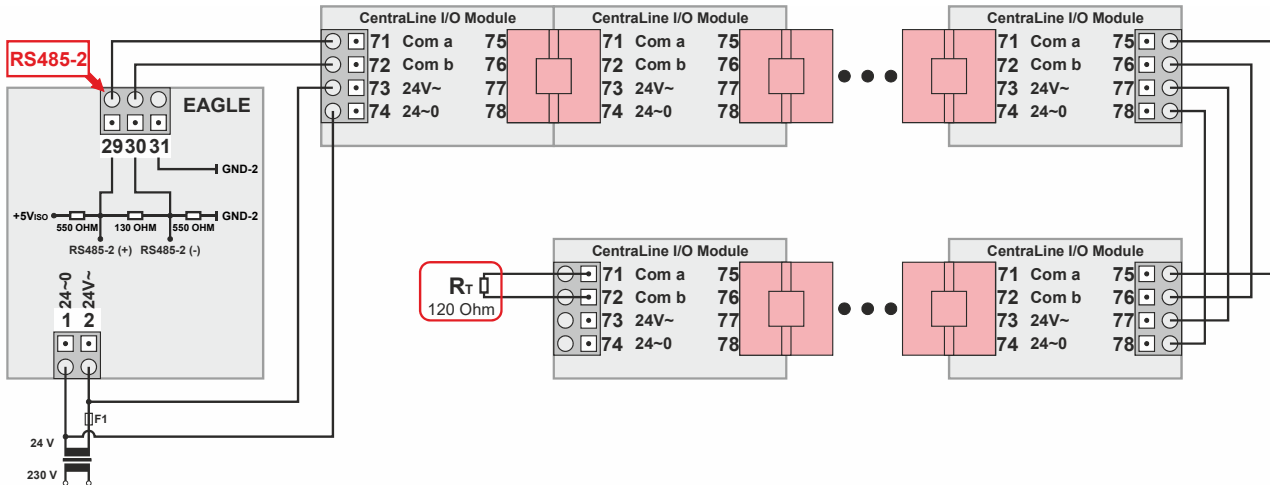 RS485-2
EAGLE
29 30 31
GND-2
+5VISO
550 OHM
130 OHM
550 OHM
GND-2
RS485-2 (+)
RS485-2 (-)
24~0
24V~
1 2
F1
24 V
230 V
CentraLine I/O Module
71 Com a 75
72 Com b 76
73 24V~ 77
74 24~0 78
CentraLine I/O Module
71 Com a 75
72 Com b 76
73 24V~ 77
74 24~0 78
CentraLine I/O Module
71 Com a 75
72 Com b 76
73 24V~ 77
74 24~0 78
RT
120 Ohm
CentraLine I/O Module
71 Com a 75
72 Com b 76
73 24V~ 77
74 24~0 78
CentraLine I/O Module
71 Com a 75
72 Com b 76
73 24V~ 77
74 24~0 78